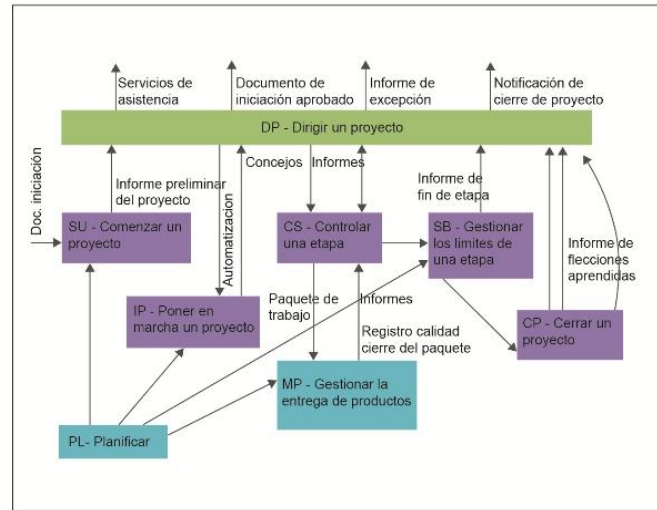 Servicios de
asistencia
Documento de
iniciación aprobado
Informe de
excepción
Notificación de
cierre de proyecto
DP - Dirigir un proyecto
Doc. iniciación
Informe preliminar
del proyecto
Automatizacion
Concejos
Informes
Informe de
fin de etapa
SU - Comenzar un
proyecto
CS - Controlar
una etapa
SB - Gestionar
los limites de
una etapa
Informe de
flecciones
aprendidas
IP - Poner en
marcha un proyecto
Paquete de
trabajo
Informes
Registro calidad
cierre del paquete
CP - Cerrar un
proyecto
MP - Gestionar la
entrega de productos
PL- Planificar